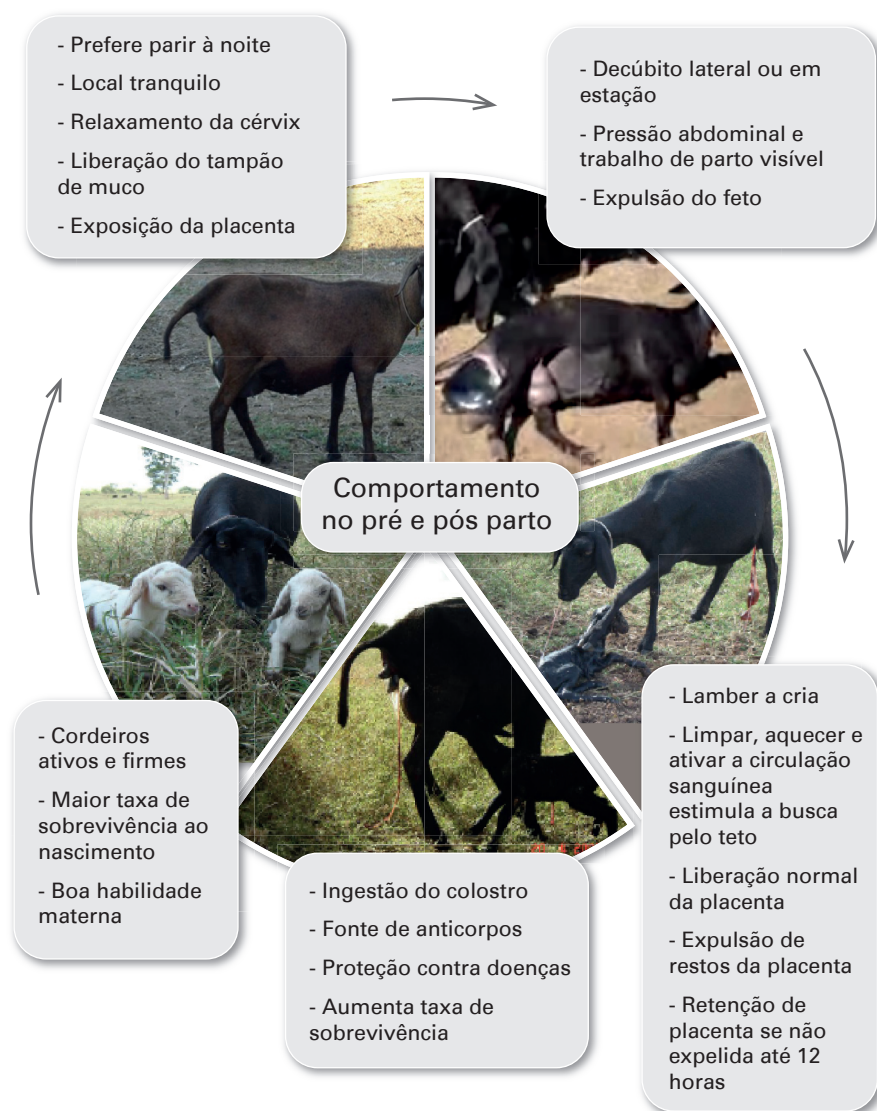 - Prefere parir à noite
- Local tranquilo
- Relaxamento da cérvix
- Liberação do tampão
de muco
- Exposição da placenta
- Decúbito lateral ou em
estação
- Pressão abdominal e
trabalho de parto visível
- Expulsão do feto
Comportamento
no pré e pós parto
- Lamber a cria
- Limpar, aquecer e
ativar a circulação
sanguínea
estimula a busca
pelo teto
- Liberação normal
da placenta
- Expulsão de
restos da placenta
- Retenção de
placenta se não
expelida até 12
horas
- Ingestão do colostro
- Fonte de anticorpos
- Proteção contra doenças
- Aumenta taxa de
sobrevivência
- Cordeiros
ativos e firmes
- Maior taxa de
sobrevivência ao
nascimento
- Boa habilidade
materna